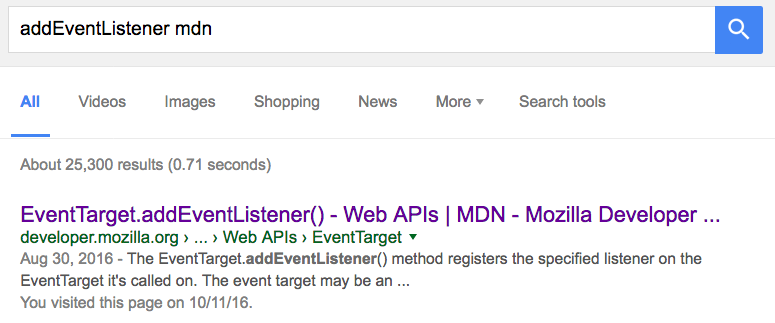 addEventListener mdn
All Videos Images Shopping News More Search tools
About 25,300 results (0.71 seconds)
EventTarget.addEventListener() - Web APIs | MDN - Mozilla Developer ...
developer.mozilla.org › ... › Web APIs › EventTarget
Aug 30, 2016 - The EventTarget.addEventListener() method registers the specified listener on the
EventTarget it's called on. The event target may be an ...
You visited this page on 10/11/16.